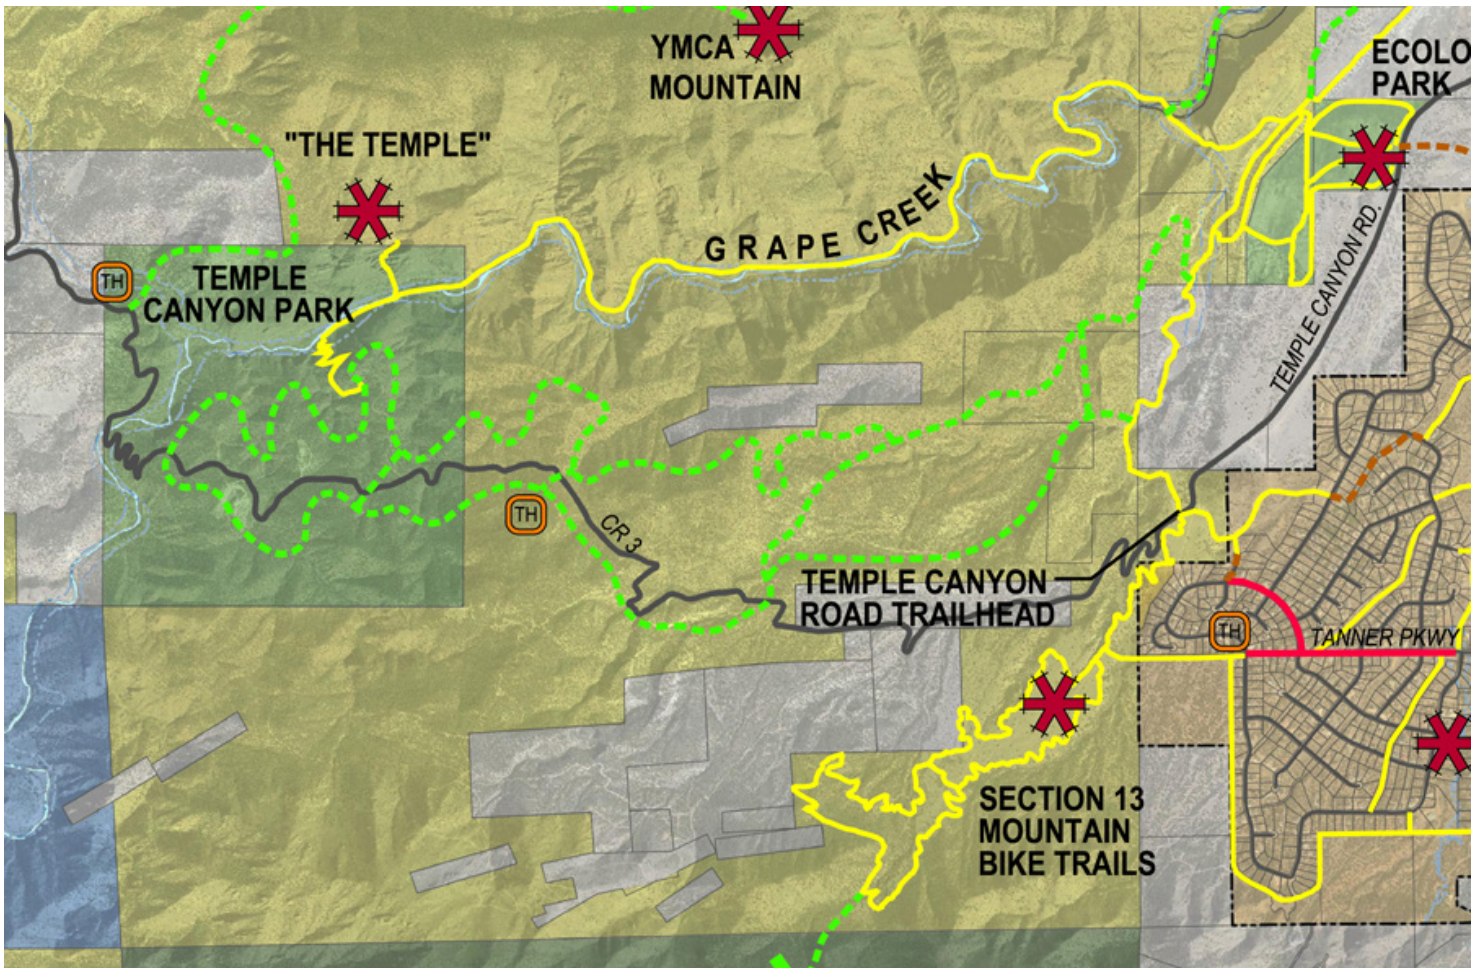 YMCA
MOUNTAIN
ECOLO
PARK
"THE TEMPLE"
GRAPE CREEK
TH
TEMPLE
CANYON PARK
TEMPLE CANYON RD.
TH
CR 3
TEMPLE CANYON
ROAD TRAILHEAD
TH
TANNER PKWY
SECTION 13
MOUNTAIN
BIKE TRAILS